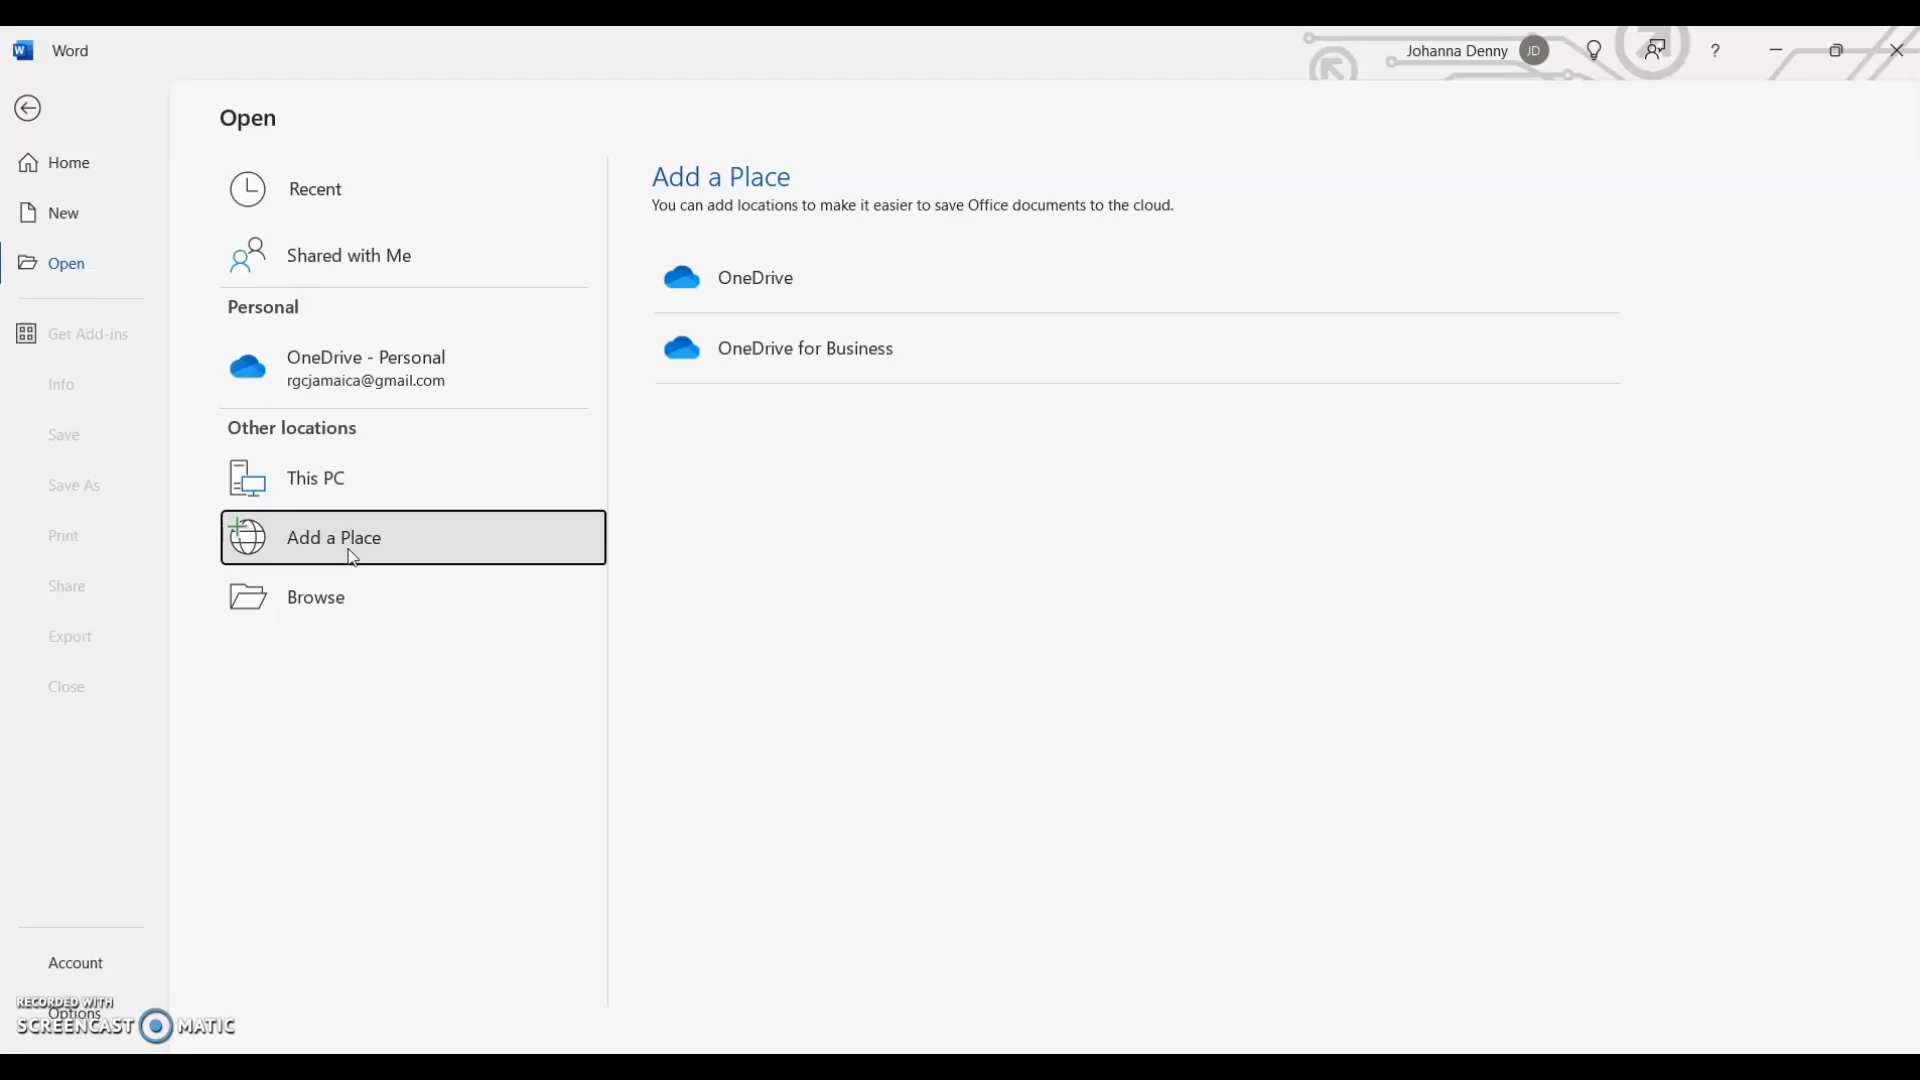 Word
Johanna Denny
JD
?
Home
New
Open
Get Add-ins
Info
Save
Save As
Print
Share
Export
Close
Account
Options
Open
Recent
Shared with Me
Personal
OneDrive - Personal
rgcjamaica@gmail.com
Other locations
This PC
Add a Place
Browse
Add a Place
You can add locations to make it easier to save Office documents to the cloud.
OneDrive
OneDrive for Business
RECORDED WITH
SCREENCAST MATIC